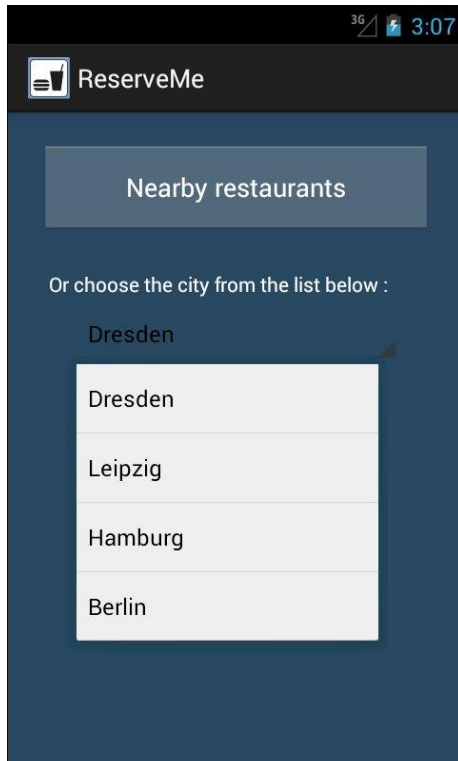 3G 3:07
ReserveMe
Nearby restaurants
Or choose the city from the list below :
Dresden
Dresden
Leipzig
Hamburg
Berlin